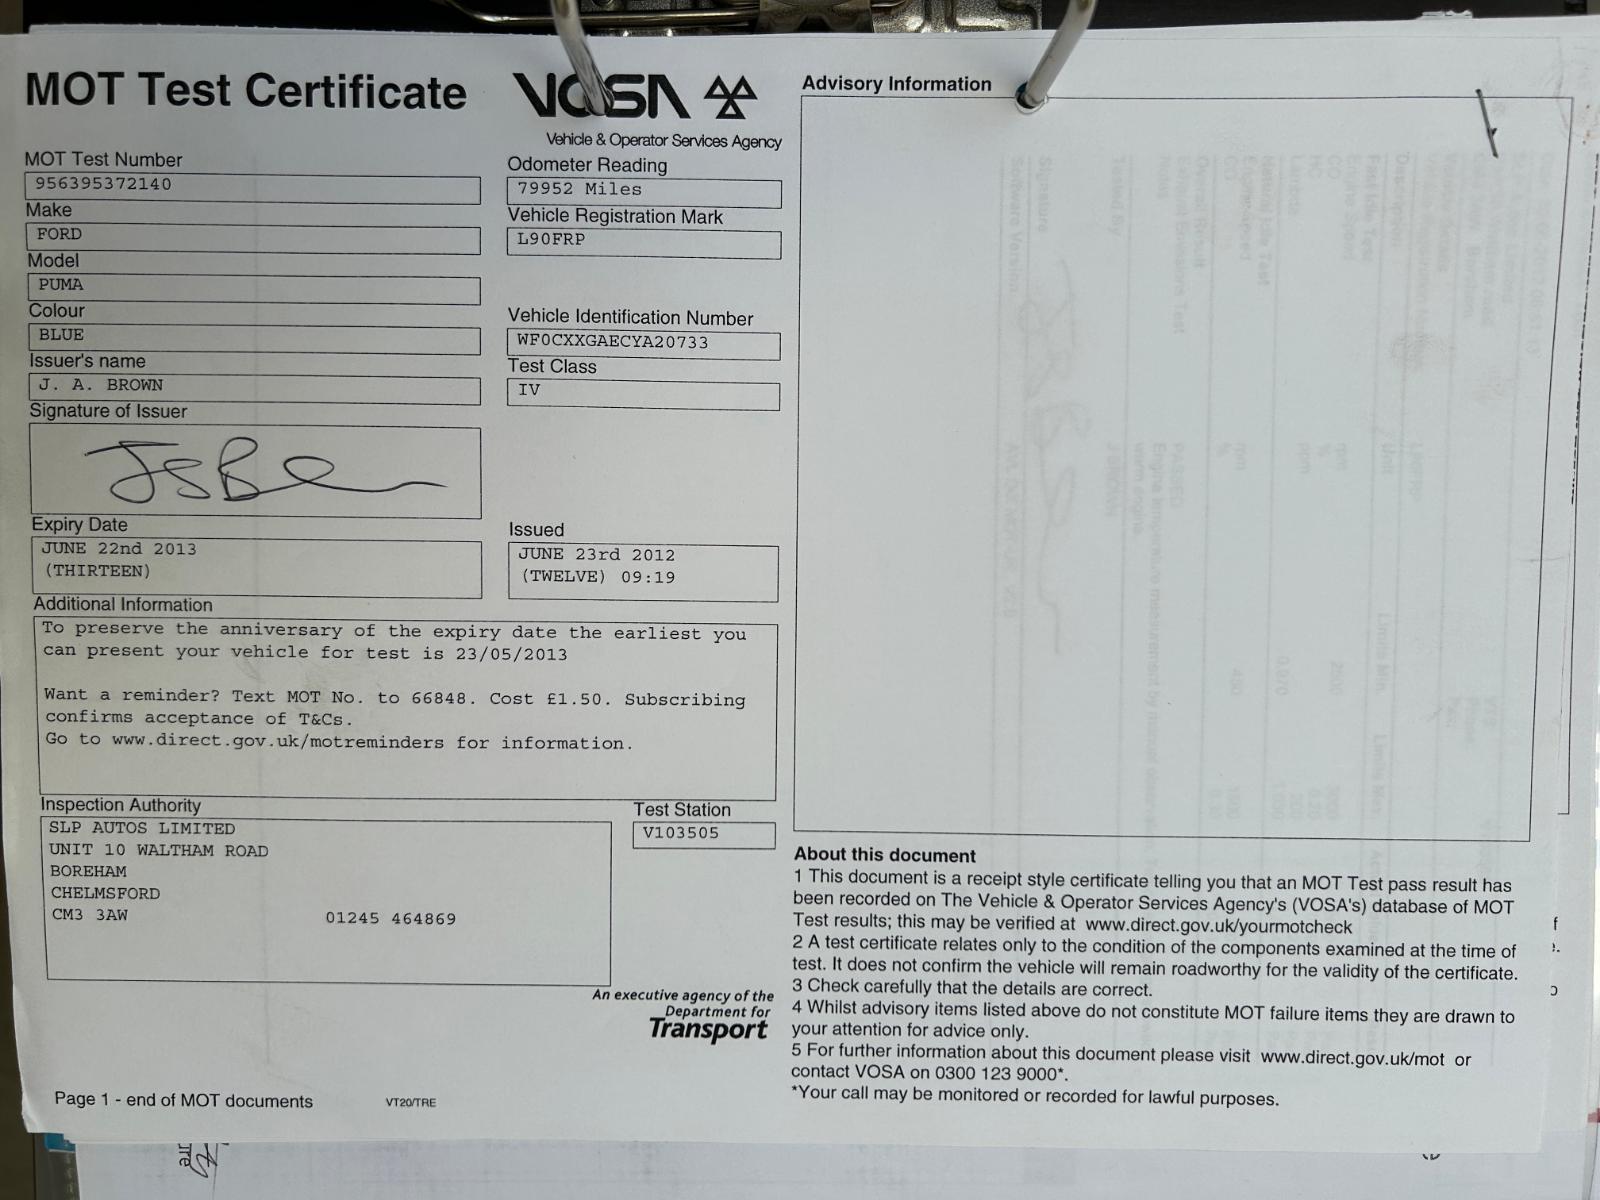 MOT Test Certificate
VOSA
Vehicle & Operator Services Agency
MOT Test Number
956395372140
Make
FORD
Model
PUMA
Colour
BLUE
Issuer's name
J. A. BROWN
Signature of Issuer
Expiry Date
JUNE 22nd 2013
(THIRTEEN)
Odometer Reading
79952 Miles
Vehicle Registration Mark
L90FRP
Vehicle Identification Number
WF0CXXGAECYA20733
Test Class
IV
Issued
JUNE 23rd 2012
(TWELVE) 09:19
Additional Information
To preserve the anniversary of the expiry date the earliest you
can present your vehicle for test is 23/05/2013
Want a reminder? Text MOT No. to 66848. Cost £1.50. Subscribing
confirms acceptance of T&Cs.
Go to www.direct.gov.uk/motreminders for information.
Inspection Authority
SLP AUTOS LIMITED
UNIT 10 WALTHAM ROAD
BOREHAM
CHELMSFORD
CM3 3AW 01245 464869
Test Station
V103505
An executive agency of the
Department for
Transport
Page 1 - end of MOT documents VT20/TRE
Advisory Information
About this document
1 This document is a receipt style certificate telling you that an MOT Test pass result has
been recorded on The Vehicle & Operator Services Agency's (VOSA's) database of MOT
Test results; this may be verified at www.direct.gov.uk/yourmotcheck
2 A test certificate relates only to the condition of the components examined at the time of
test. It does not confirm the vehicle will remain roadworthy for the validity of the certificate.
3 Check carefully that the details are correct.
4 Whilst advisory items listed above do not constitute MOT failure items they are drawn to
your attention for advice only.
5 For further information about this document please visit www.direct.gov.uk/mot or
contact VOSA on 0300 123 9000*.
*Your call may be monitored or recorded for lawful purposes.